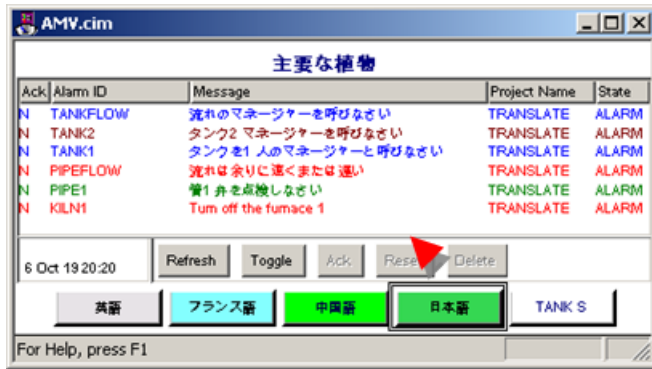 AMV.cim
主要な植物
Ack Alarm ID Message Project Name State
N TANKFLOW 流れのマネージャーを呼びなさい TRANSLATE ALARM
N TANK2 タンク2 マネージャーを呼びなさい TRANSLATE ALARM
N TANK1 タンクを1 人のマネージャーと呼びなさい TRANSLATE ALARM
N PIPEFLOW 流れは余りに速くまたは遅い TRANSLATE ALARM
N PIPE1 管1 弁を点検しなさい TRANSLATE ALARM
N KILN1 Turn off the furnace 1 TRANSLATE ALARM
6 Oct 19 20:20 Refresh Toggle Ack Rese Delete
英語 フランス語 中国語 日本語 TANK S
For Help, press F1